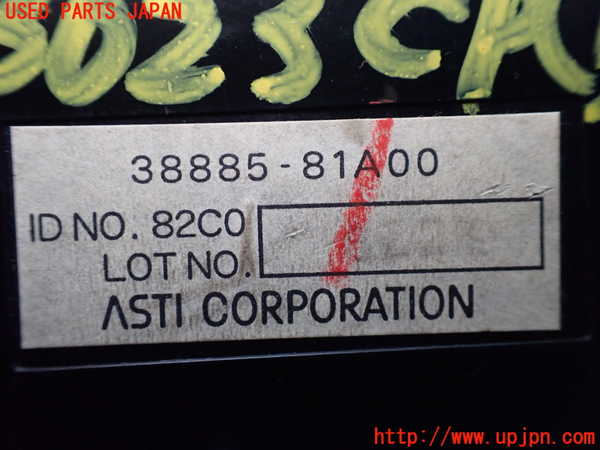 USED PARTS JAPAN
38885-81A00
ID NO. 82C0
LOT NO.
ASTI CORPORATION
http://www.upjpn.com/